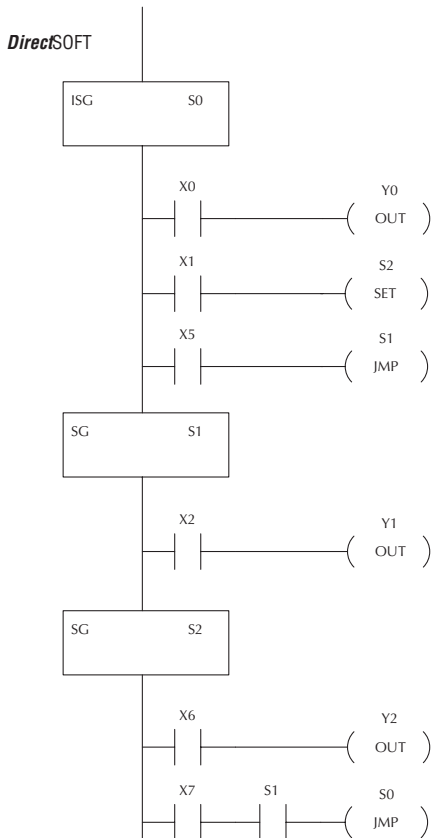 DirectSOFT
ISG S0
X0 Y0
OUT
X1 S2
SET
X5 S1
JMP
SG S1
X2 Y1
OUT
SG S2
X6 Y2
OUT
X7 S1 S0
JMP